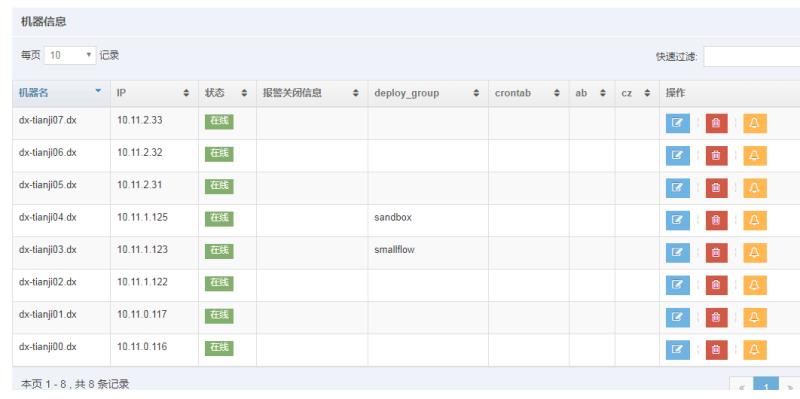 机器信息
每页 10 记录 快速过滤:
机器名 IP 状态 报警关闭信息 deploy_group crontab ab cz 操作
dx-tianji07.dx 10.11.2.33 在线
dx-tianji06.dx 10.11.2.32 在线
dx-tianji05.dx 10.11.2.31 在线
dx-tianji04.dx 10.11.1.125 在线 sandbox
dx-tianji03.dx 10.11.1.123 在线 smallflow
dx-tianji02.dx 10.11.1.122 在线
dx-tianji01.dx 10.11.0.117 在线
dx-tianji00.dx 10.11.0.116 在线
本页 1 - 8 , 共 8 条记录 « 1 »